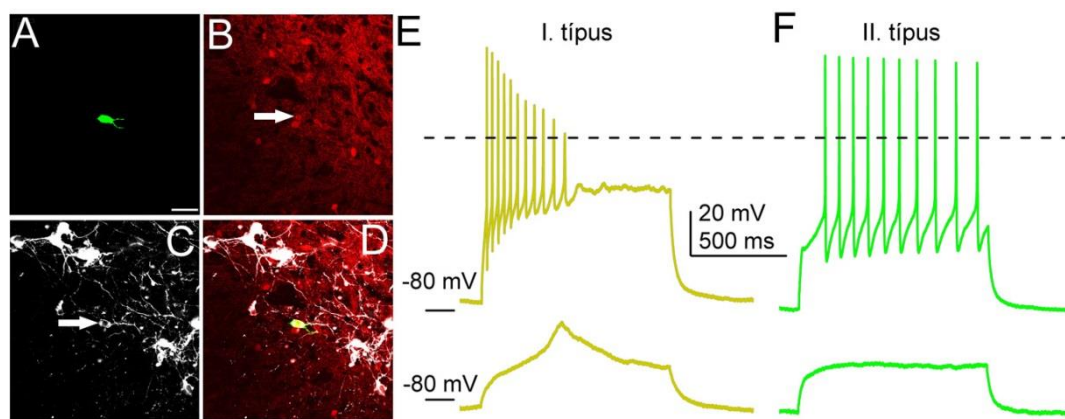 A
B
C
D
E
I. típus
F
II. típus
20 mV
500 ms
-80 mV
-80 mV